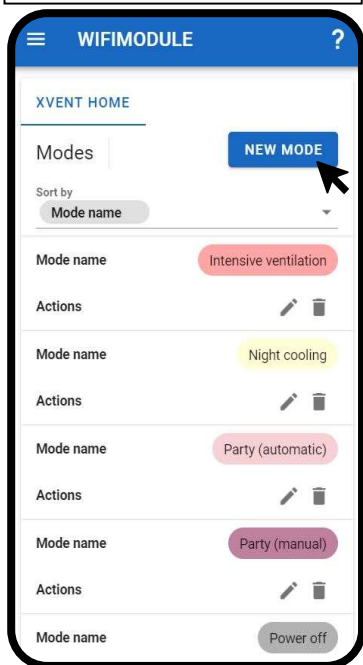 WIFIMODULE ?
XVENT HOME
Modes NEW MODE
Sort by
Mode name
Mode name Intensive ventilation
Actions
Mode name Night cooling
Actions
Mode name Party (automatic)
Actions
Mode name Party (manual)
Actions
Mode name Power off